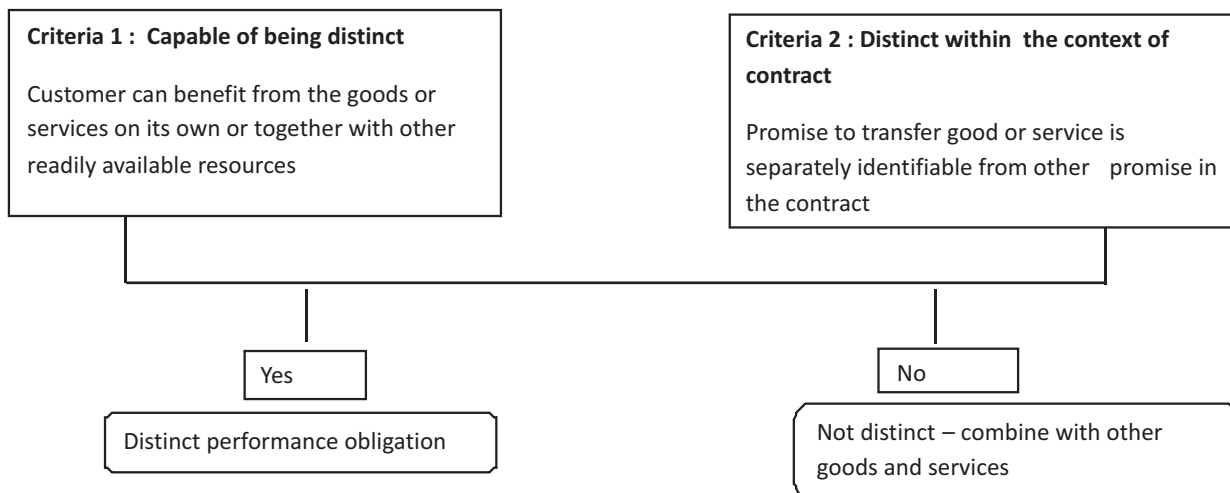 Criteria 1 : Capable of being distinct
Customer can benefit from the goods or
services on its own or together with other
readily available resources
Criteria 2 : Distinct within the context of
contract
Promise to transfer good or service is
separately identifiable from other promise in
the contract
Yes
No
Distinct performance obligation
Not distinct – combine with other
goods and services